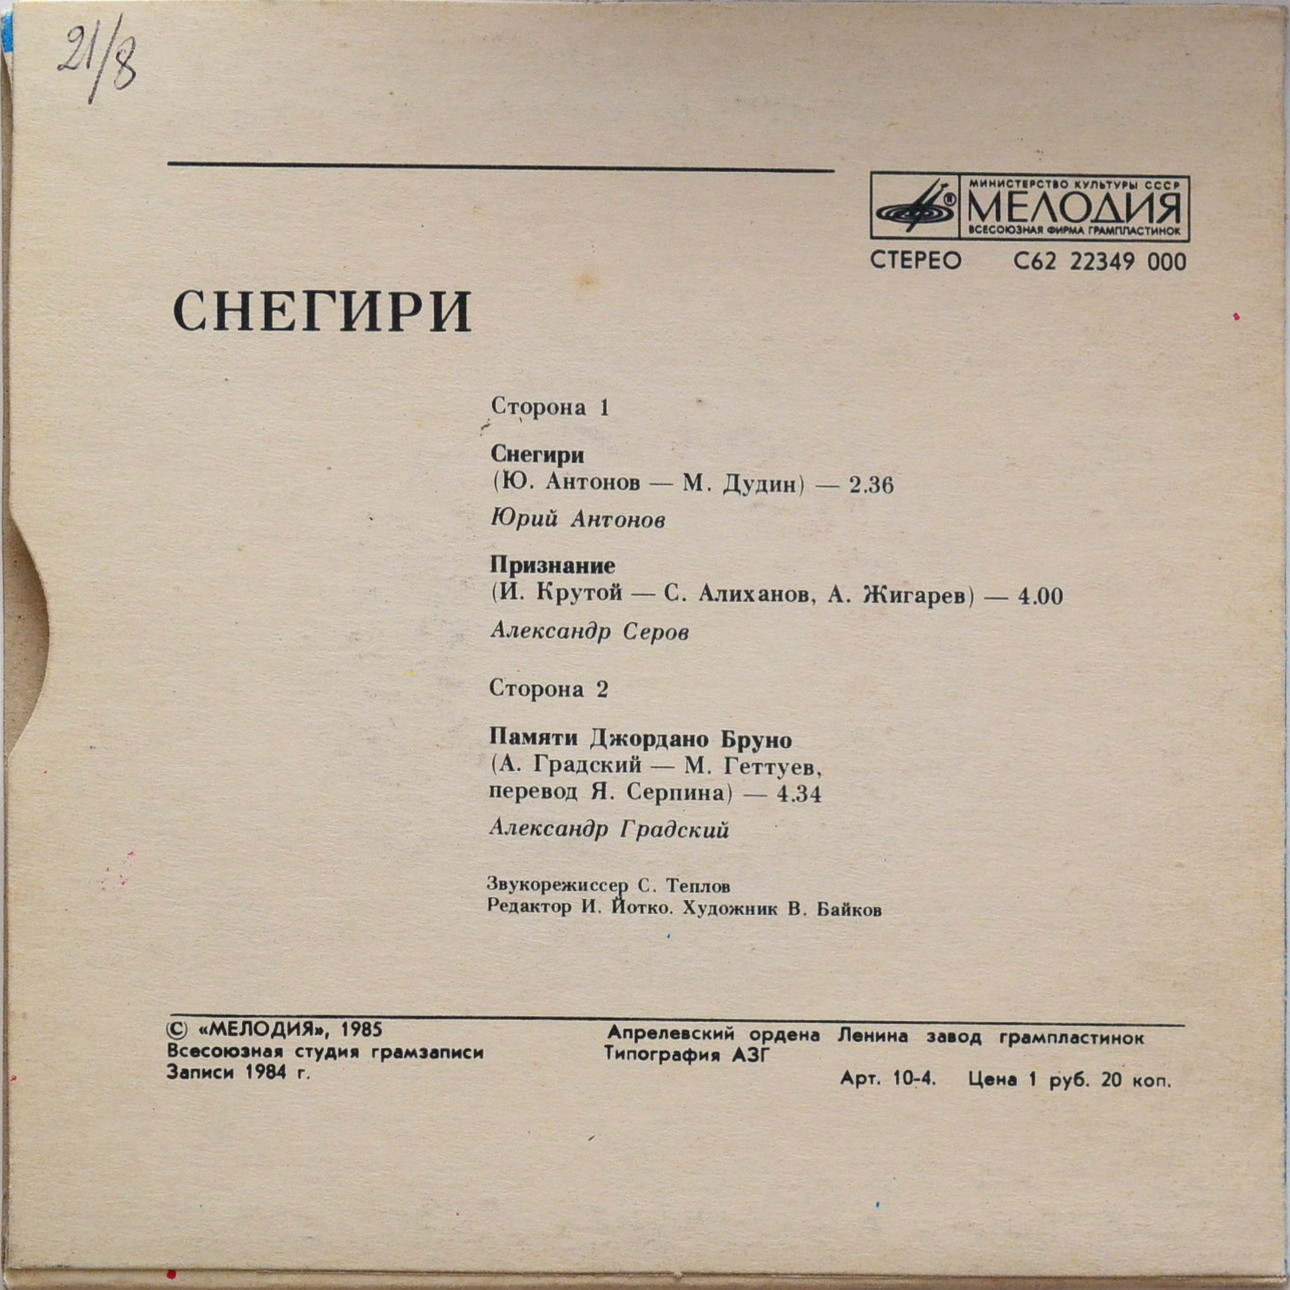 21/8
МИНИСТЕРСТВО КУЛЬТУРЫ СССР
МЕЛОДИЯ
ВСЕСОЮЗНАЯ ФИРМА ГРАМПЛАСТИНОК
СТЕРЕО С62 22349 000
СНЕГИРИ
Сторона 1
Снегири
(Ю. Антонов — М. Дудин) — 2.36
Юрий Антонов
Признание
(И. Крутой — С. Алиханов, А. Жигарев) — 4.00
Александр Серов
Сторона 2
Памяти Джордано Бруно
(А. Градский — М. Геттуев,
перевод Я. Серпина) — 4.34
Александр Градский
Звукорежиссер С. Теплов
Редактор И. Йотко. Художник В. Байков
© «МЕЛОДИЯ», 1985
Всесоюзная студия грамзаписи
Записи 1984 г.
Апрелевский ордена Ленина завод грампластинок
Типография АЗГ
Арт. 10-4. Цена 1 руб. 20 коп.